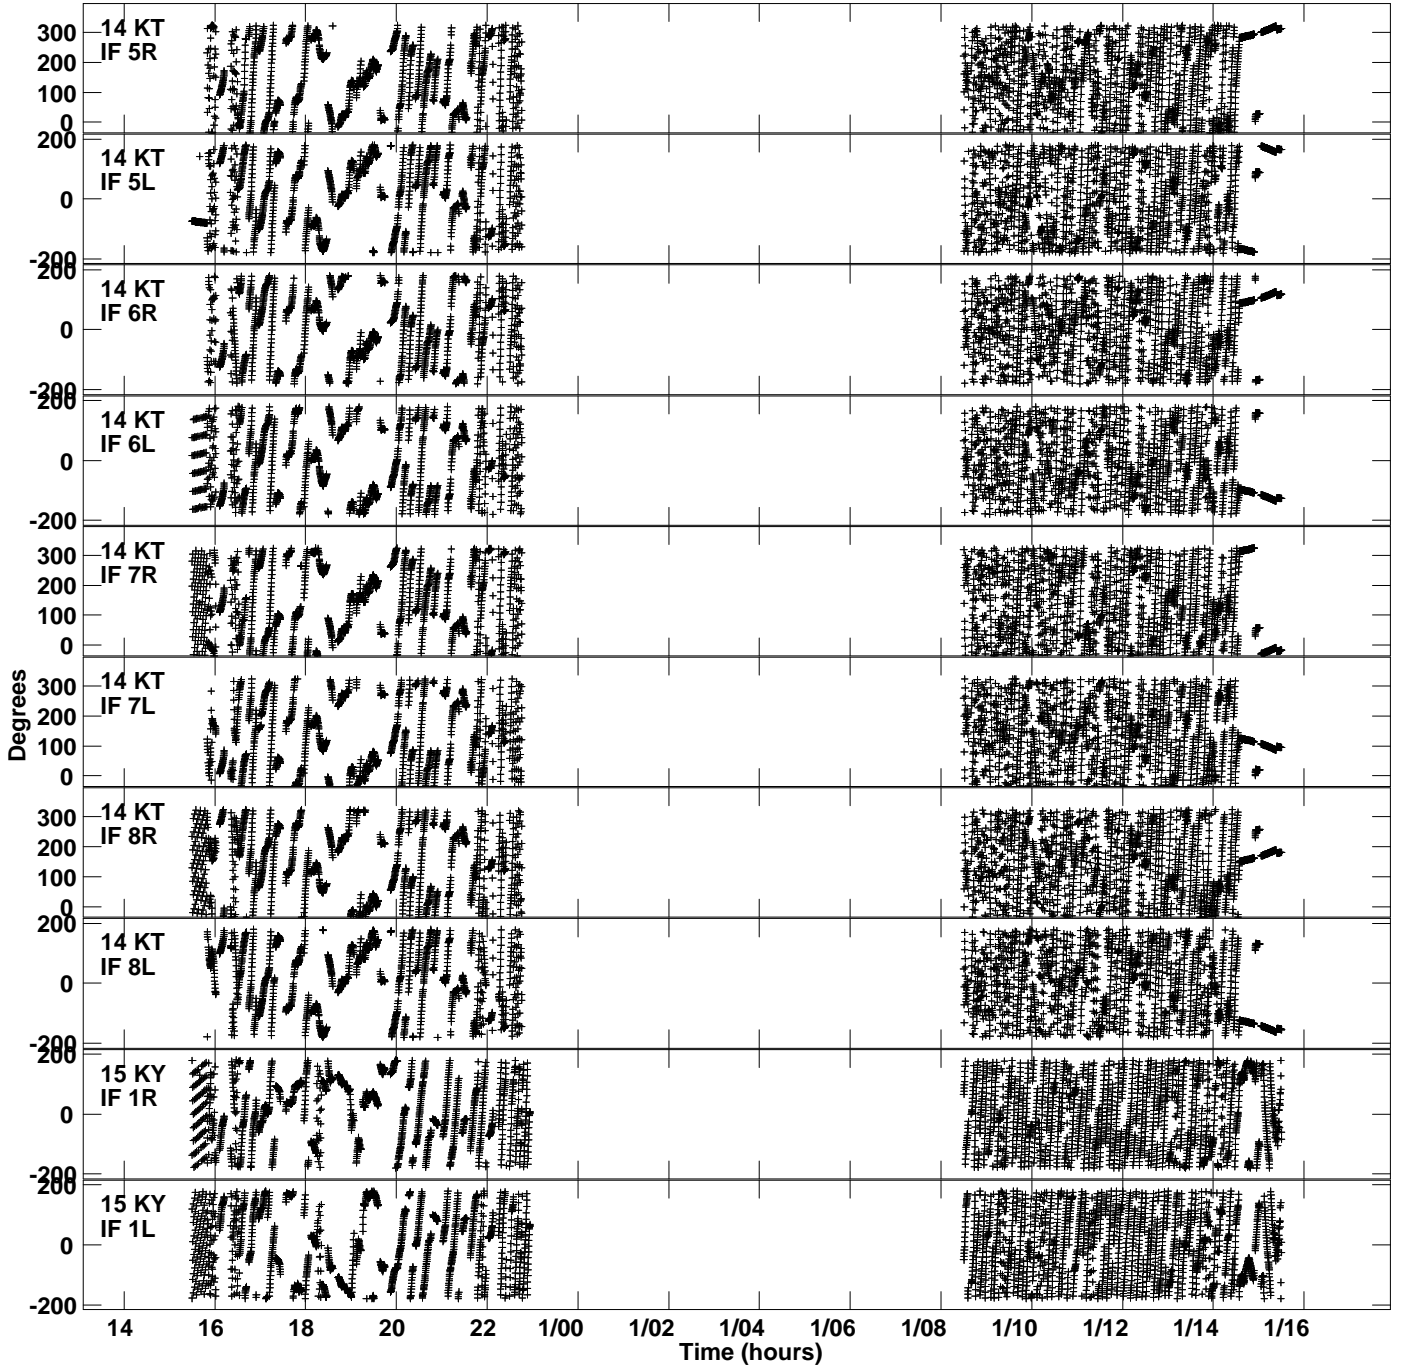 14 KT
IF 5R
300
200
100
0
14 KT
IF 5L
200
0
-200
14 KT
IF 6R
200
0
-200
14 KT
IF 6L
200
0
-200
14 KT
IF 7R
300
200
100
0
14 KT
IF 7L
300
200
100
0
14 KT
IF 8R
300
200
100
0
14 KT
IF 8L
200
0
-200
15 KY
IF 1R
200
0
-200
15 KY
IF 1L
200
0
-200
Degrees
14 16 18 20 22 1/00 1/02 1/04 1/06 1/08 1/10 1/12 1/14 1/16
Time (hours)